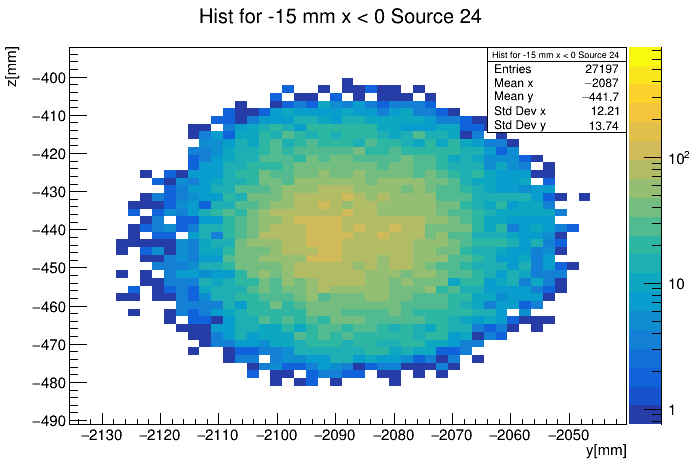 Hist for -15 mm x < 0 Source 24
z[mm]
Hist for -15 mm x < 0 Source 24
Entries 27197
Mean x −2087
Mean y −441.7
Std Dev x 12.21
Std Dev y 13.74
−400
−410
−420
−430
−440
−450
−460
−470
−480
−490
−2130 −2120 −2110 −2100 −2090 −2080 −2070 −2060 −2050
y[mm]
10²
10
1